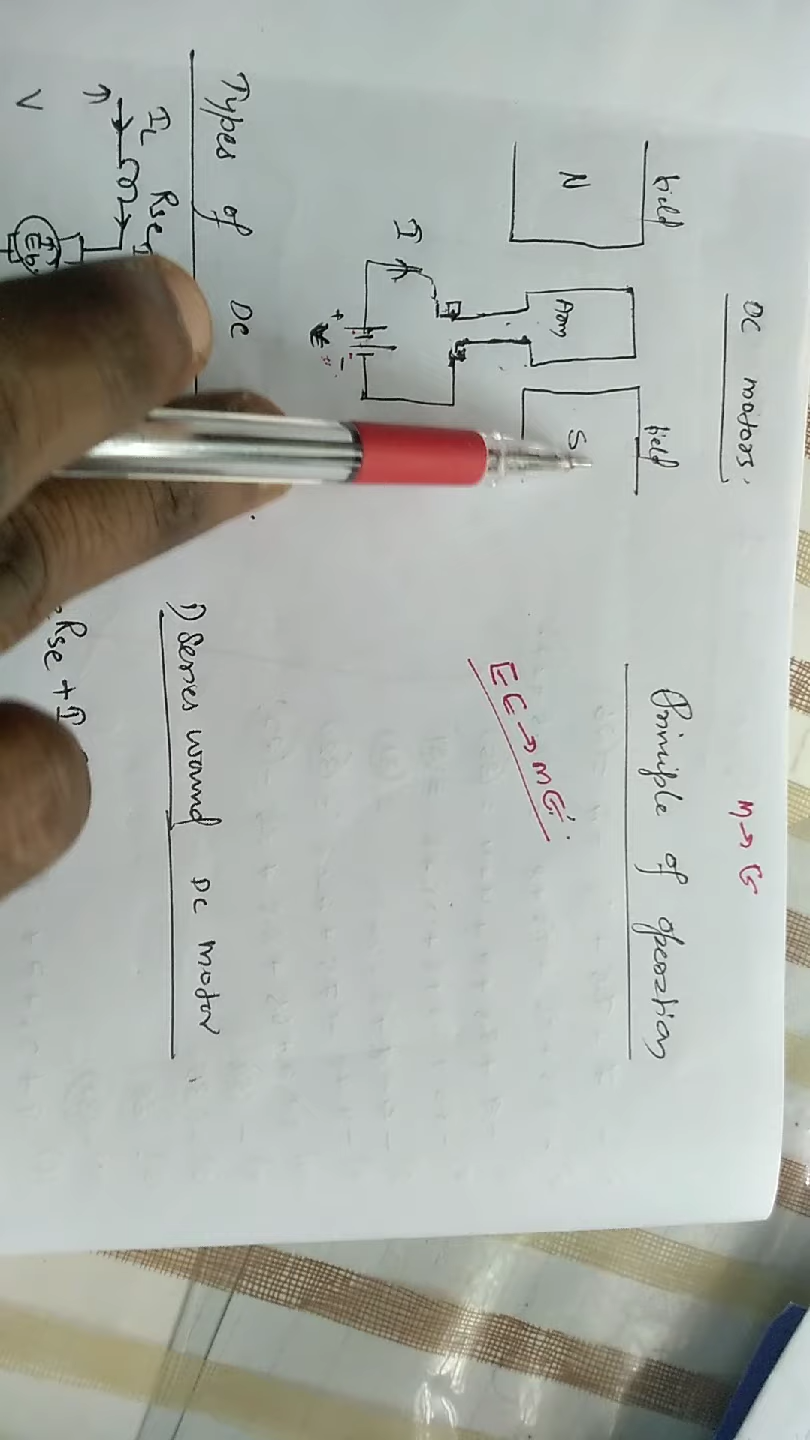 DC motors.
M → G
field
field
Principle of operation
N
Arm
S
EE → ME.
I
+
-
Types of DC
1) Series wound DC motor
IL Rse
Eb
V
Rse + I